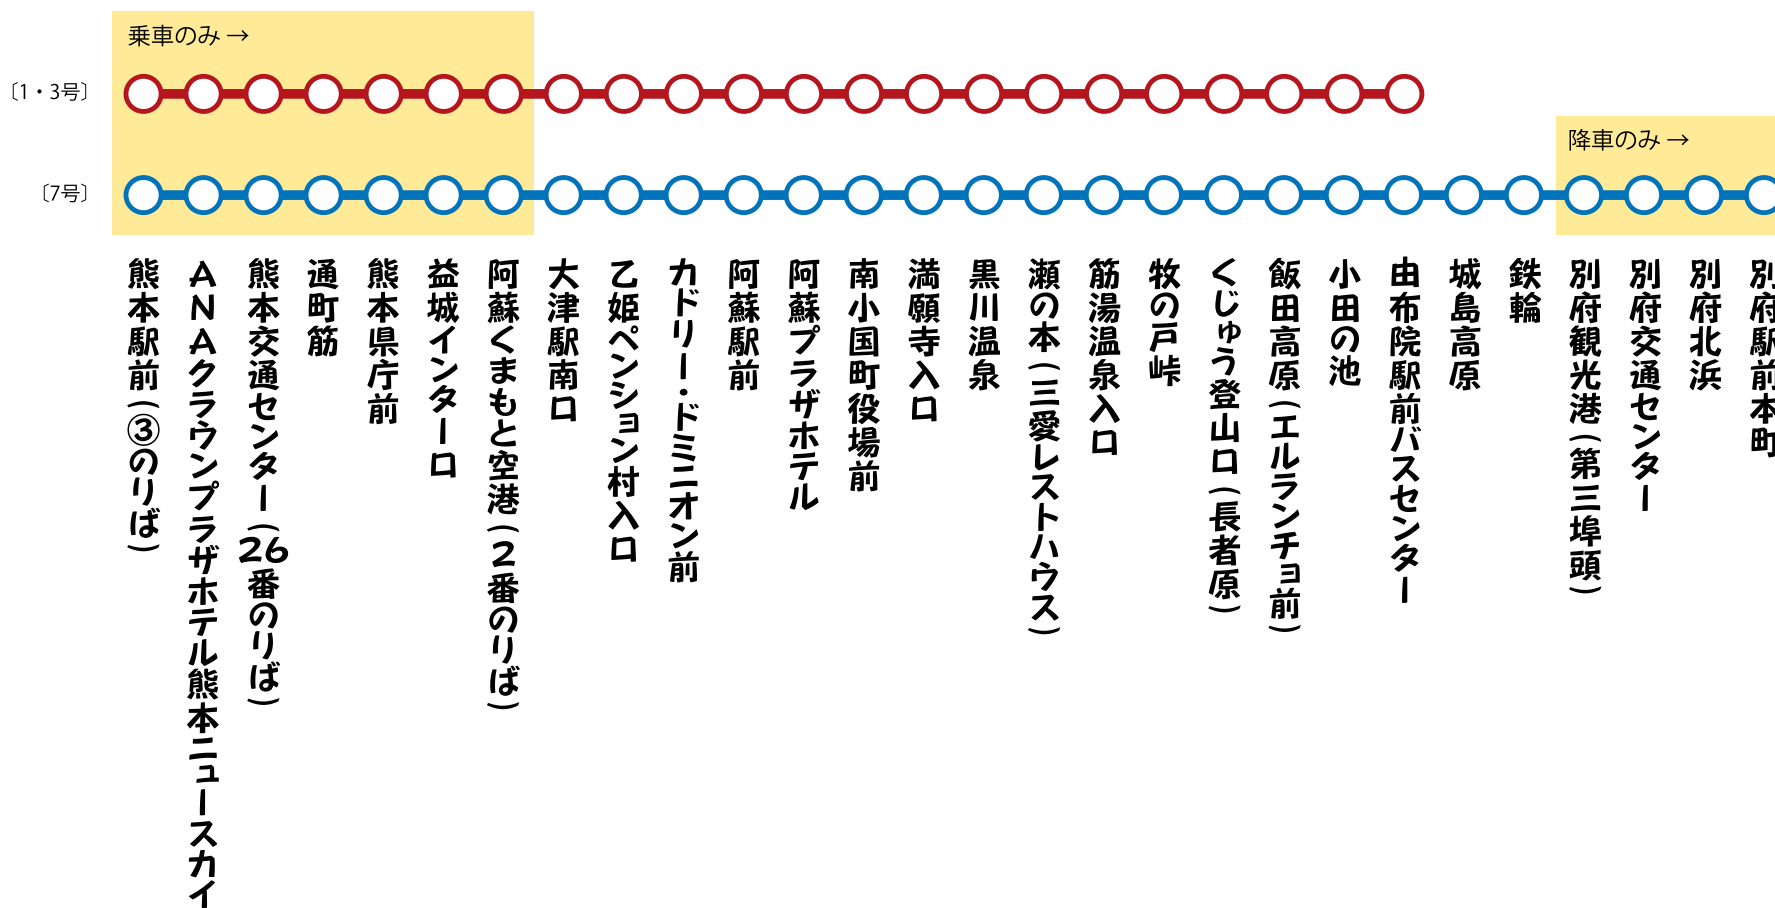 乗車のみ →
〔1・3号〕
降車のみ →
〔7号〕
熊本駅前(③のりば)
ANAクラウンプラザホテル熊本ニュースカイ
熊本交通センター(26番のりば)
通町筋
熊本県庁前
益城インター口
阿蘇くまもと空港(2番のりば)
大津駅南口
乙姫ペンション村入口
カドリー・ドミニオン前
阿蘇駅前
阿蘇プラザホテル
南小国町役場前
満願寺入口
黒川温泉
瀬の本(三愛レストハウス)
筋湯温泉入口
牧の戸峠
くじゅう登山口(長者原)
飯田高原(エルランチョ前)
小田の池
由布院駅前バスセンター
城島高原
鉄輪
別府観光港(第三埠頭)
別府交通センター
別府北浜
別府駅前本町